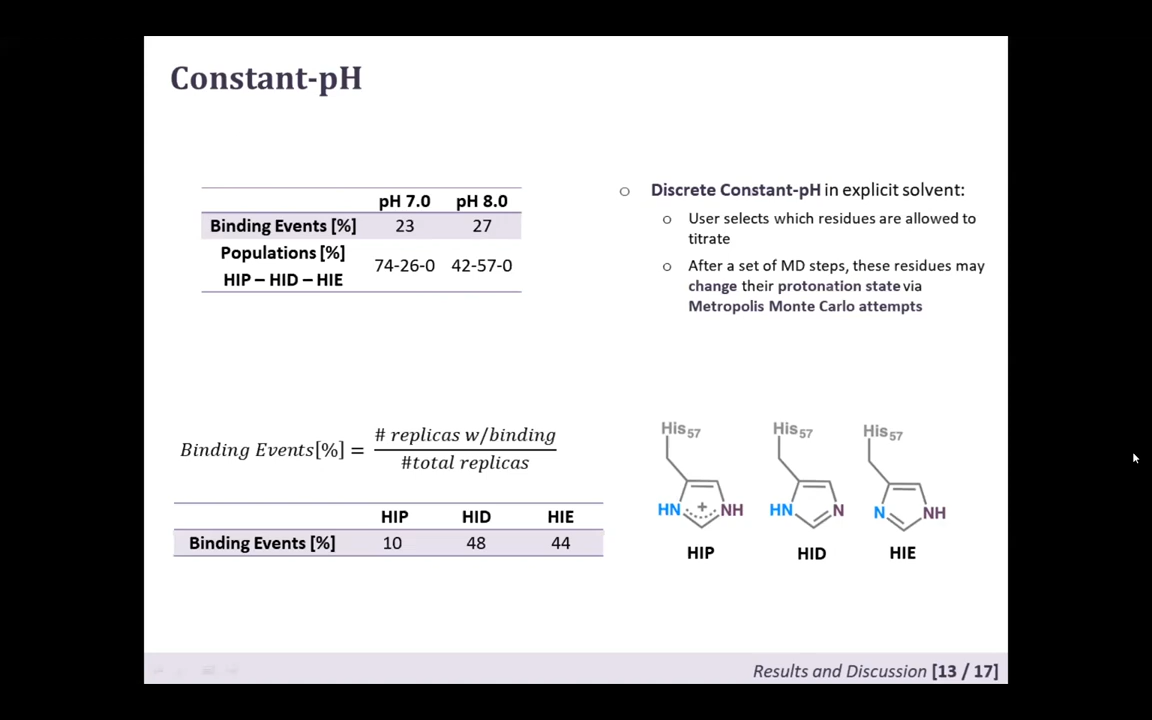 Constant-pH
pH 7.0 pH 8.0
Binding Events [%] 23 27
Populations [%]
HIP – HID – HIE 74-26-0 42-57-0
Discrete Constant-pH in explicit solvent:
User selects which residues are allowed to
titrate
After a set of MD steps, these residues may
change their protonation state via
Metropolis Monte Carlo attempts
Binding Events[%] = # replicas w/binding
#total replicas
HIP HID HIE
Binding Events [%] 10 48 44
His57 His57 His57
HN + NH HN N N NH
HIP HID HIE
Results and Discussion [13 / 17]